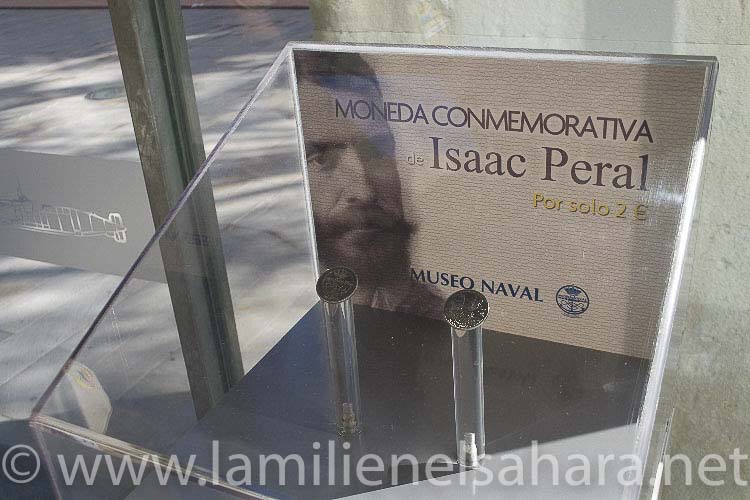 MONEDA CONMEMORATIVA
de Isaac Peral
Por solo 2 €
MUSEO NAVAL
© www.lamilienelsahara.net